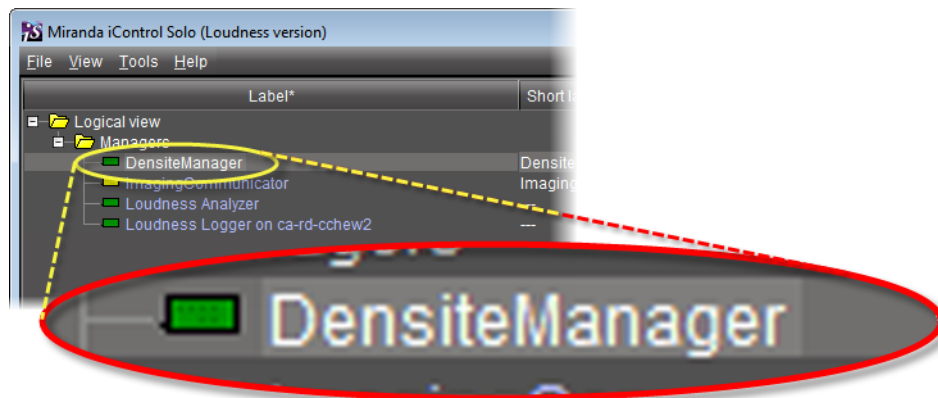 Miranda iControl Solo (Loudness version)
File View Tools Help
Label* Short l
Logical view
Managers
DensiteManager Densite
ImagingCommunicator Imaging
Loudness Analyzer ---
Loudness Logger on ca-rd-cchew2 ---
DensiteManager